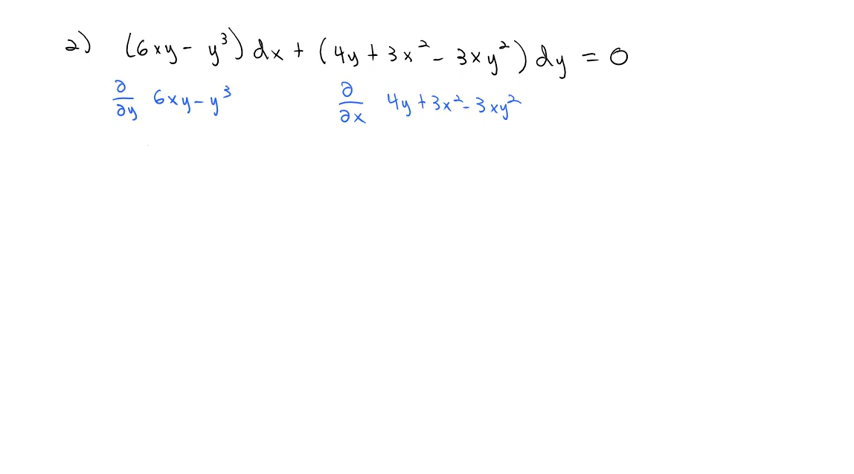 2) (6xy - y³) dx + (4y + 3x² - 3xy²) dy = 0
∂/∂y 6xy - y³ ∂/∂x 4y + 3x² - 3xy²